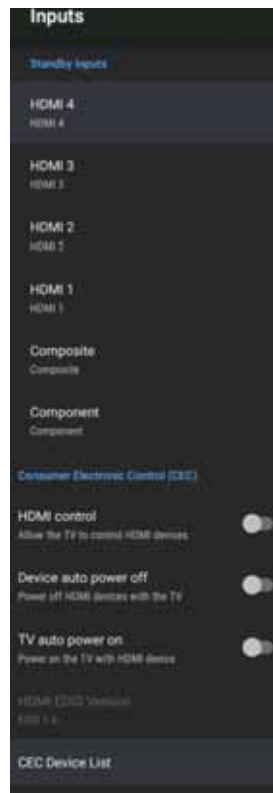 Inputs
Standby Inputs
HDMI 4
HDMI 4
HDMI 3
HDMI 3
HDMI 2
HDMI 2
HDMI 1
HDMI 1
Composite
Composite
Component
Component
Consumer Electronic Control (CEC)
HDMI control
Allow the TV to control HDMI devices
Device auto power off
Power off HDMI devices with the TV
TV auto power on
Power on the TV with HDMI device
HDMI EDID Version
EDID
CEC Device List